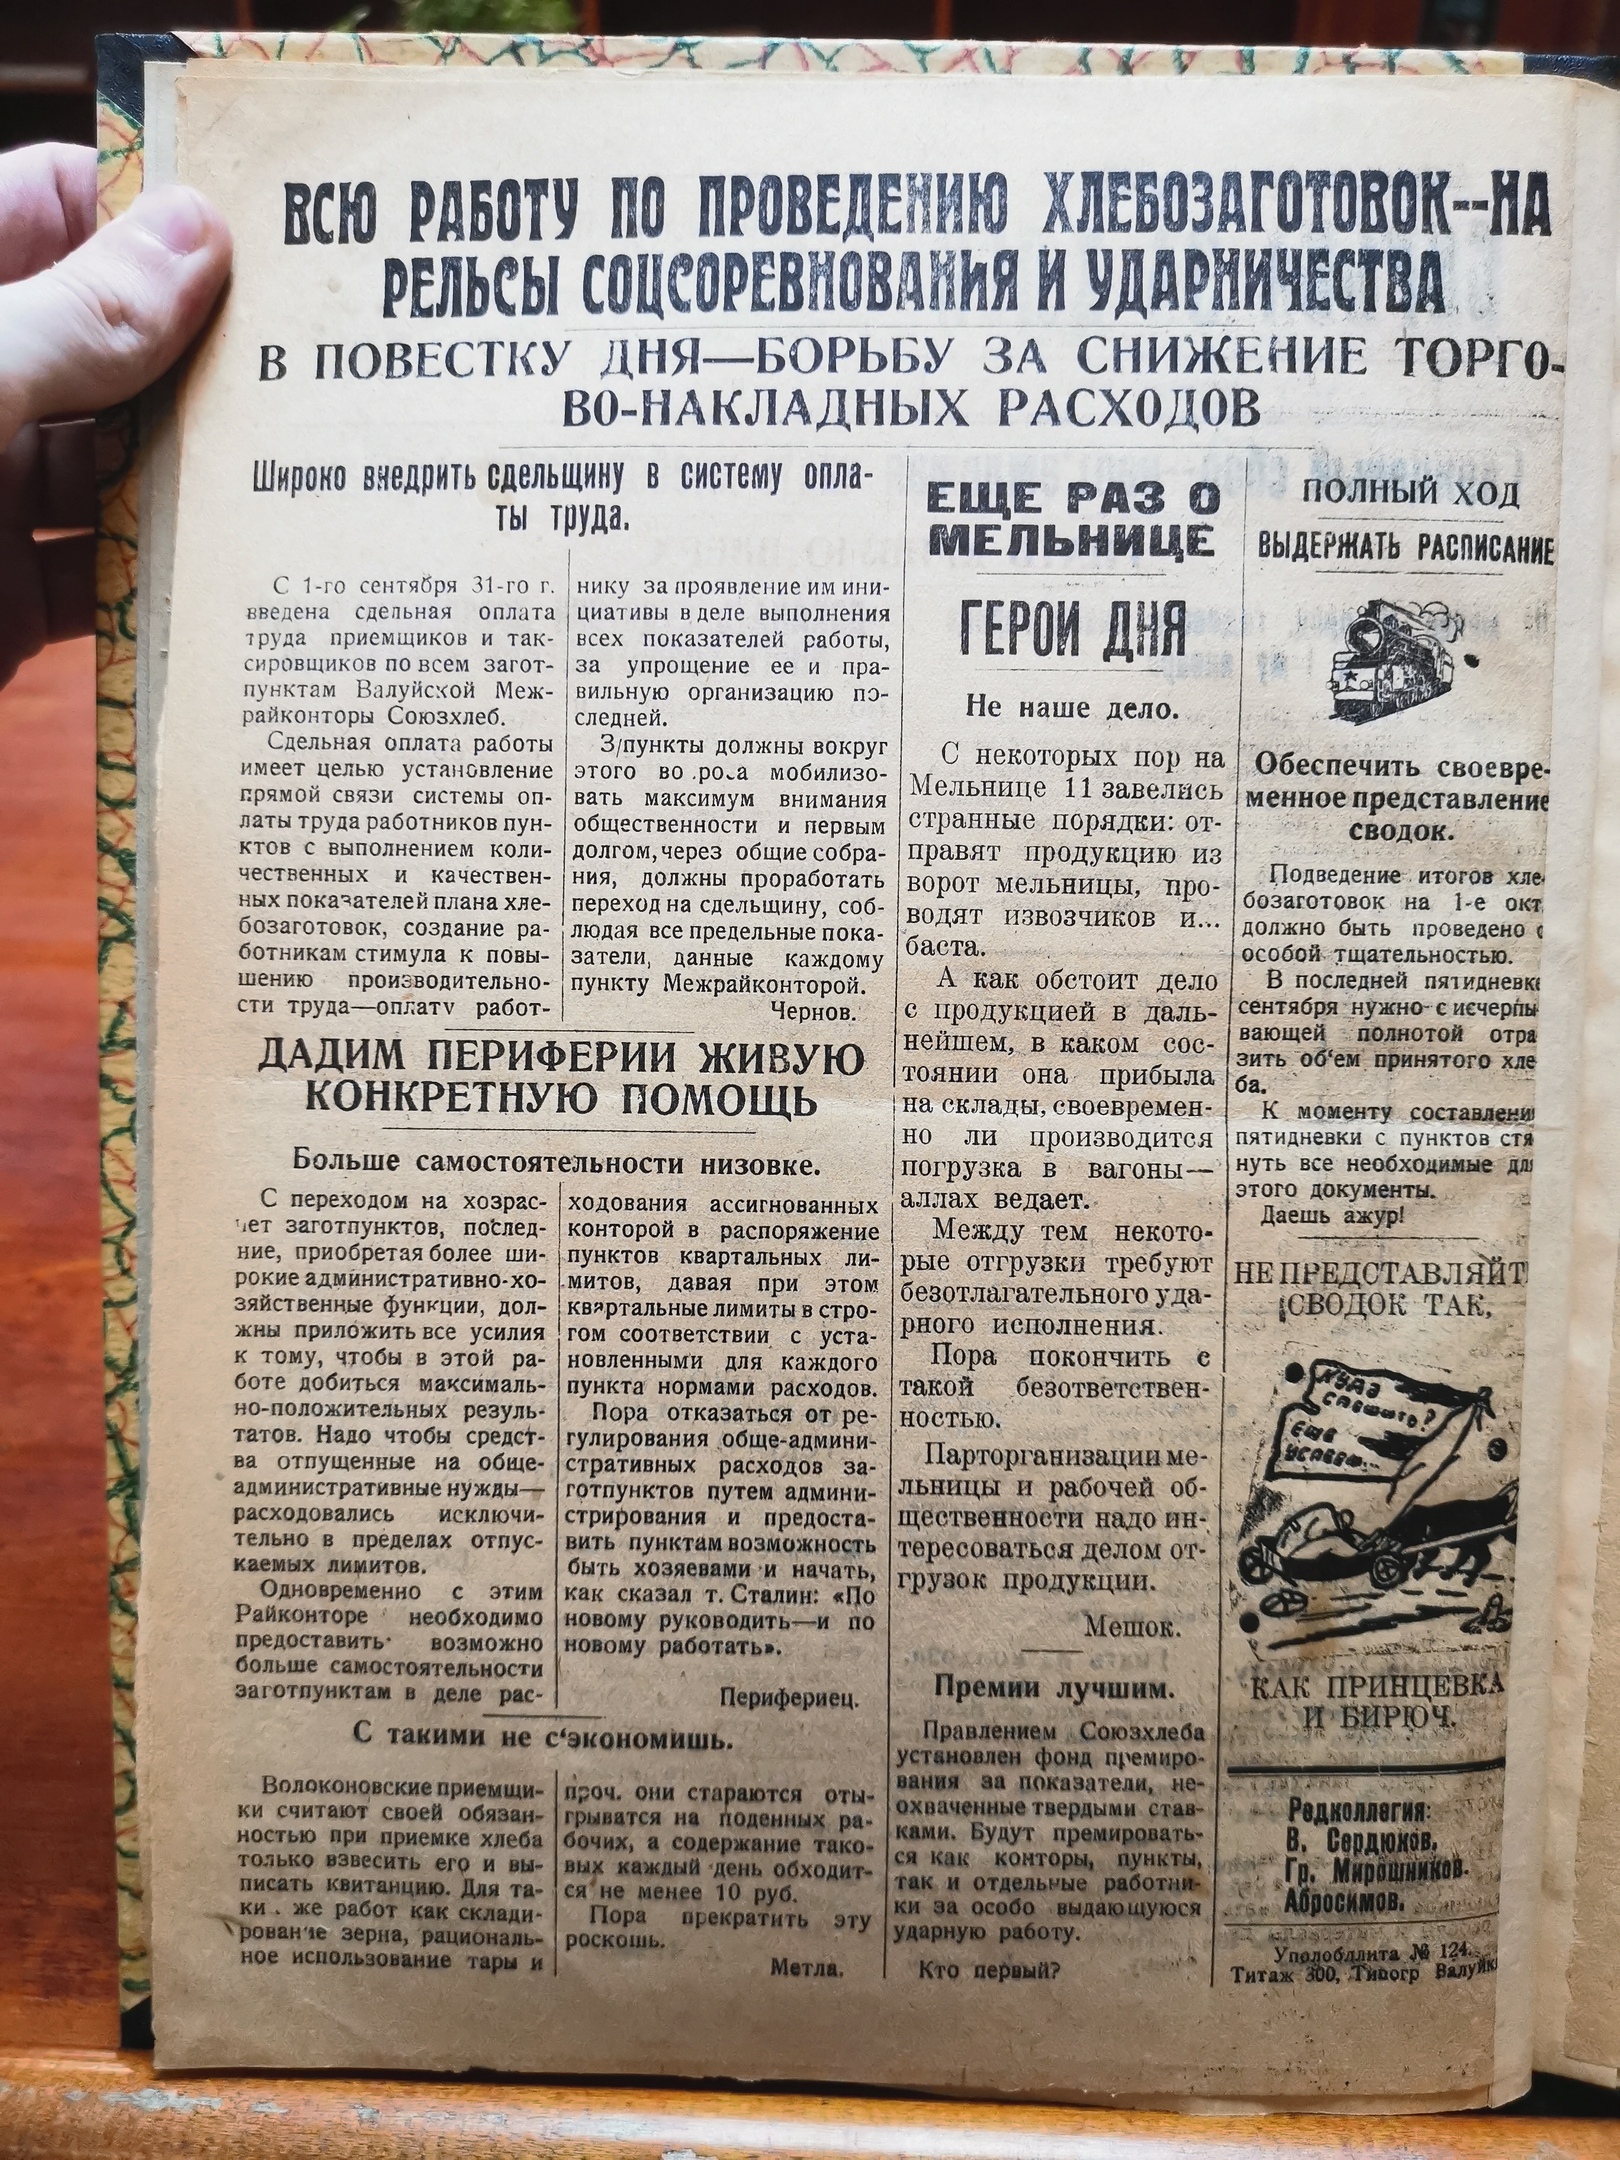 ВСЮ РАБОТУ ПО ПРОВЕДЕНИЮ ХЛЕБОЗАГОТОВОК--НА
РЕЛЬСЫ СОЦСОРЕВНОВАНИЯ И УДАРНИЧЕСТВА
В ПОВЕСТКУ ДНЯ—БОРЬБУ ЗА СНИЖЕНИЕ ТОРГО-
ВО-НАКЛАДНЫХ РАСХОДОВ
Широко внедрить сдельщину в систему опла-
ты труда.
С 1-го сентября 31-го г.
введена сдельная оплата
труда приемщиков и так-
сировщиков по всем загот-
пунктам Валуйской Меж-
райконторы Союзхлеб.
Сдельная оплата работы
имеет целью установление
прямой связи системы оп-
латы труда работников пун-
ктов с выполнением коли-
чественных и качествен-
ных показателей плана хле-
бозаготовок, создание ра-
ботникам стимула к повы-
шению производительно-
сти труда—оплату работ-
нику за проявление им ини-
циативы в деле выполнения
всех показателей работы,
за упрощение ее и пра-
вильную организацию по-
следней.
З/пункты должны вокруг
этого во.роса мобилизо-
вать максимум внимания
общественности и первым
долгом, через общие собра-
ния, должны проработать
переход на сдельщину, соб-
людая все предельные пока-
затели, данные каждому
пункту Межрайконторой.
Чернов.
ДАДИМ ПЕРИФЕРИИ ЖИВУЮ
КОНКРЕТНУЮ ПОМОЩЬ
Больше самостоятельности низовке.
С переходом на хозрас-
чет заготпунктов, послед-
ние, приобретая более ши-
рокие административно-хо-
зяйственные функции, дол-
жны приложить все усилия
к тому, чтобы в этой ра-
боте добиться максималь-
но-положительных резуль-
татов. Надо чтобы средст-
ва отпущенные на обще-
административные нужды—
расходовались исключи-
тельно в пределах отпус-
каемых лимитов.
Одновременно с этим
Райконторе необходимо
предоставить возможно
больше самостоятельности
заготпунктам в деле рас-
ходования ассигнованных
конторой в распоряжение
пунктов квартальных ли-
митов, давая при этом
квартальные лимиты в стро-
гом соответствии с уста-
новленными для каждого
пункта нормами расходов.
Пора отказаться от ре-
гулирования обще-админи-
стративных расходов за-
готпунктов путем админи-
стрирования и предоста-
вить пунктам возможность
быть хозяевами и начать,
как сказал т. Сталин: «По
новому руководить—и по
новому работать».
Перифериец.
С такими не с‘экономишь.
Волоконовские приемщи-
ки считают своей обязан-
ностью при приемке хлеба
только взвесить его и вы-
писать квитанцию. Для та-
ки. же работ как склади-
рование зерна, рациональ-
ное использование тары и
проч. они стараются оты-
грыватся на поденных ра-
бочих, а содержание тако-
вых каждый день обходит-
ся не менее 10 руб.
Пора прекратить эту
роскошь.
Метла.
ЕЩЕ РАЗ О
МЕЛЬНИЦЕ
ГЕРОИ ДНЯ
Не наше дело.
С некоторых пор на
Мельнице 11 завелись
странные порядки: от-
правят продукцию из
ворот мельницы, про-
водят извозчиков и...
баста.
А как обстоит дело
с продукцией в даль-
нейшем, в каком сос-
тоянии она прибыла
на склады, своевремен-
но ли производится
погрузка в вагоны—
аллах ведает.
Между тем некото-
рые отгрузки требуют
безотлагательного уда-
рного исполнения.
Пора покончить с
такой безответствен-
ностью.
Парторганизации ме-
льницы и рабочей об-
щественности надо ин-
тересоваться делом от-
грузок продукции.
Мешок.
Премии лучшим.
Правлением Союзхлеба
установлен фонд премиро-
вания за показатели, не-
охваченные твердыми став-
ками. Будут премировать-
ся как конторы, пункты,
так и отдельные работни-
ки за особо выдающуюся
ударную работу.
Кто первый?
ПОЛНЫЙ ХОД
ВЫДЕРЖАТЬ РАСПИСАНИЕ
Обеспечить своевре-
менное представление
сводок.
Подведение итогов хле-
бозаготовок на 1-е окт
должно быть проведено с
особой тщательностью.
В последней пятидневке
сентября нужно с исчерпы-
вающей полнотой отра
зить об‘ем принятого хле
ба.
К моменту составлени
пятидневки с пунктов стя
нуть все необходимые для
этого документы.
Даешь ажур!
НЕ ПРЕДСТАВЛЯЙТ
СВОДОК ТАК,
КУДА
СПЕШИТЬ?
ЕЩЕ
УСПЕЕМ..
КАК ПРИНЦЕВКА
И БИРЮЧ.
Редколлегия:
В. Сердюков,
Гр. Мирошников.
Абросимов.
Уполобллита № 124.
Титаж 300, Типогр Валуйк